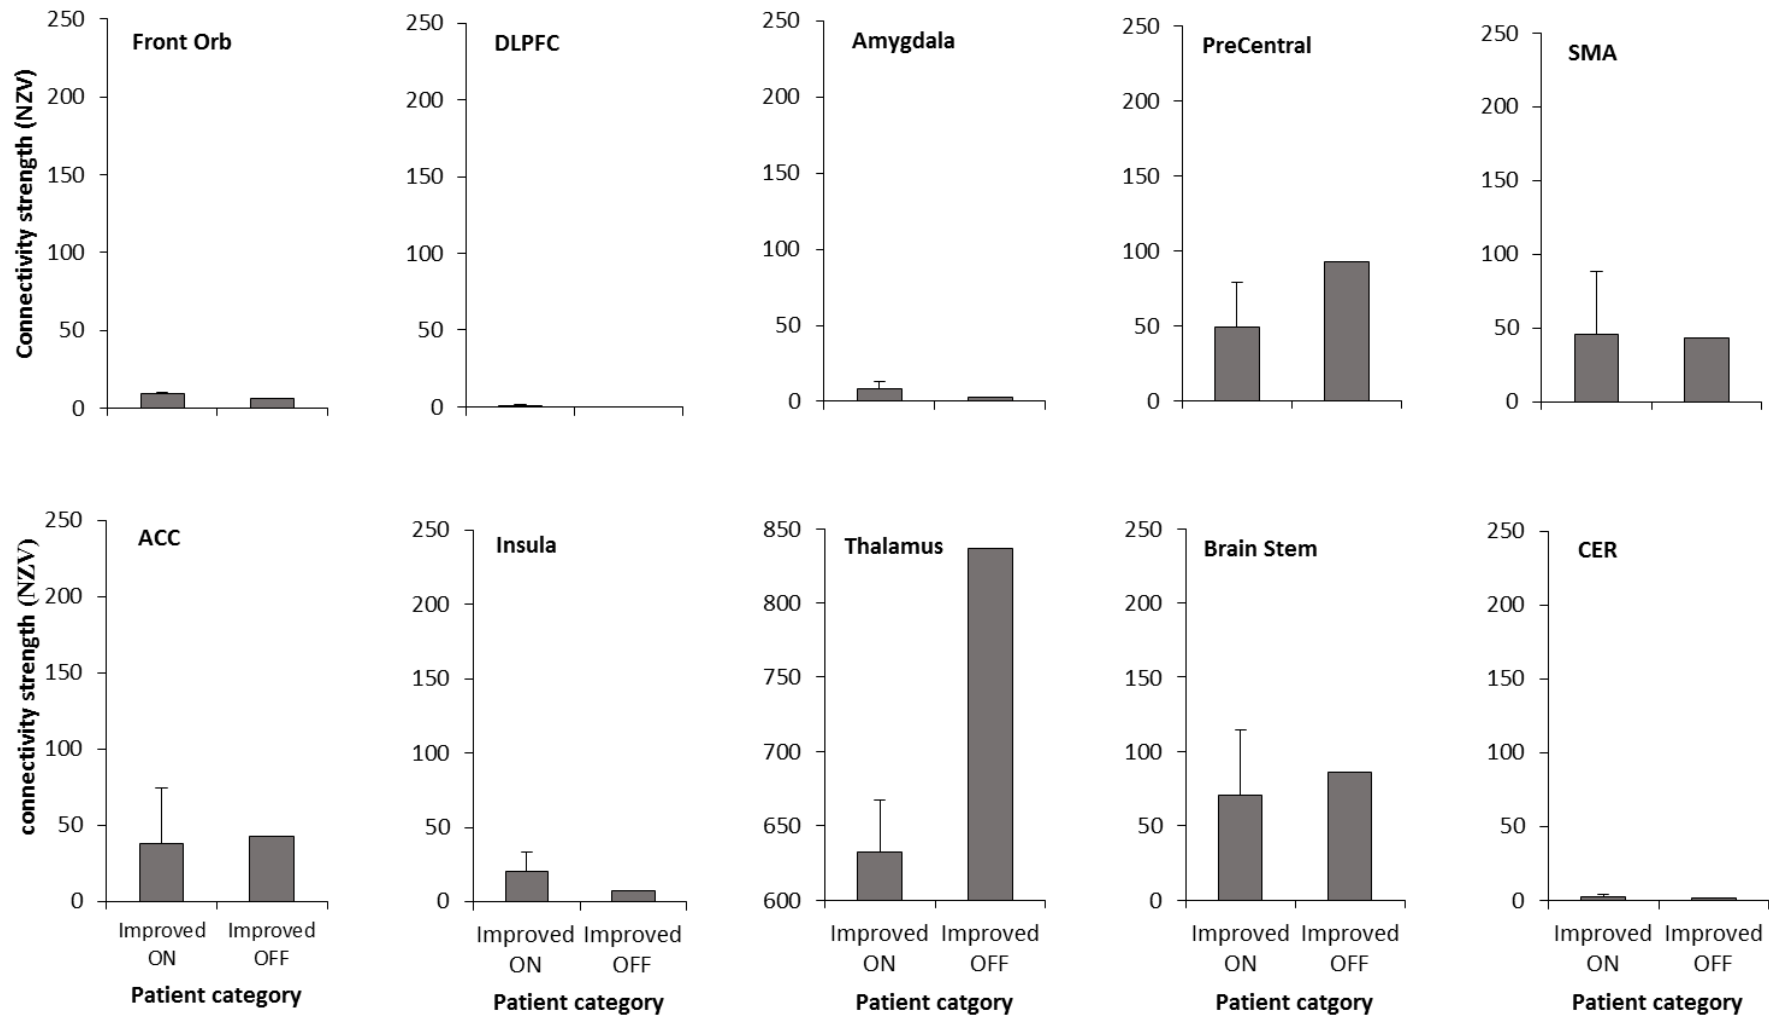 Connectivity strength (NZV)
Front Orb
250
200
150
100
50
0
DLPFC
250
200
150
100
50
0
Amygdala
250
200
150
100
50
0
PreCentral
250
200
150
100
50
0
SMA
250
200
150
100
50
0
connectivity strength (NZV)
ACC
250
200
150
100
50
0
Improved
ON
Improved
OFF
Patient category
Insula
250
200
150
100
50
0
Improved
ON
Improved
OFF
Patient category
Thalamus
850
800
750
700
650
600
Improved
ON
Improved
OFF
Patient catgory
Brain Stem
250
200
150
100
50
0
Improved
ON
Improved
OFF
Patient category
CER
250
200
150
100
50
0
Improved
ON
Improved
OFF
Patient category